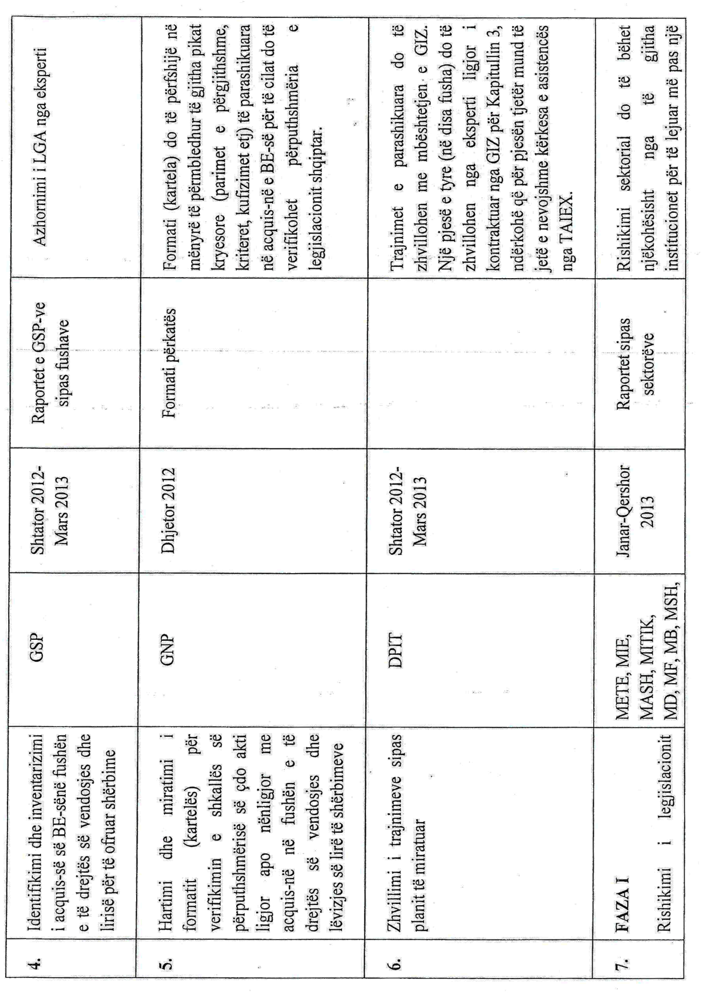 4.
Identifikimi dhe inventarizimi
i acquis-së së BE-sënë fushën
e të drejtës së vendosjes dhe
lirisë për të ofruar shërbime
GSP
Shtator 2012-
Mars 2013
Raportet e GSP-ve
sipas fushave
Azhornimi i LGA nga eksperti
5.
Hartimi dhe miratimi i
formatit (kartelës) për
verifikimin e shkallës së
përputhshmërisë së çdo akti
ligjor apo nënligjor me
acquis-në në fushën e të
drejtës së vendosjes dhe
lëvizjes së lirë të shërbimeve
GNP
Dhjetor 2012
Formati përkatës
Formati (kartela) do të përfshijë në
mënyrë të përmbledhur të gjitha pikat
kryesore (parimet e përgjithshme,
kriteret, kufizimet etj) të parashikuara
në acquis-në e BE-së për të cilat do të
verifikohet përputhshmëria e
legjislacionit shqiptar.
6.
Zhvillimi i trajnimeve sipas
planit të miratuar
DPIT
Shtator 2012-
Mars 2013
Trajnimet e parashikuara do të
zhvillohen me mbështetjen e GIZ.
Një pjesë e tyre (në disa fusha) do të
zhvillohen nga eksperti ligjor i
kontraktuar nga GIZ për Kapitullin 3,
ndërkohë që për pjesën tjetër mund të
jetë e nevojshme kërkesa e asistencës
nga TAIEX.
7.
FAZA I
Rishikimi i legjislacionit
METE, MIE,
MASH, MITIK,
MD, MF, MB, MSH,
Janar-Qershor
2013
Raportet sipas
sektorëve
Rishikimi sektorial do të bëhet
njëkohësisht nga të gjitha
institucionet për të lejuar më pas një